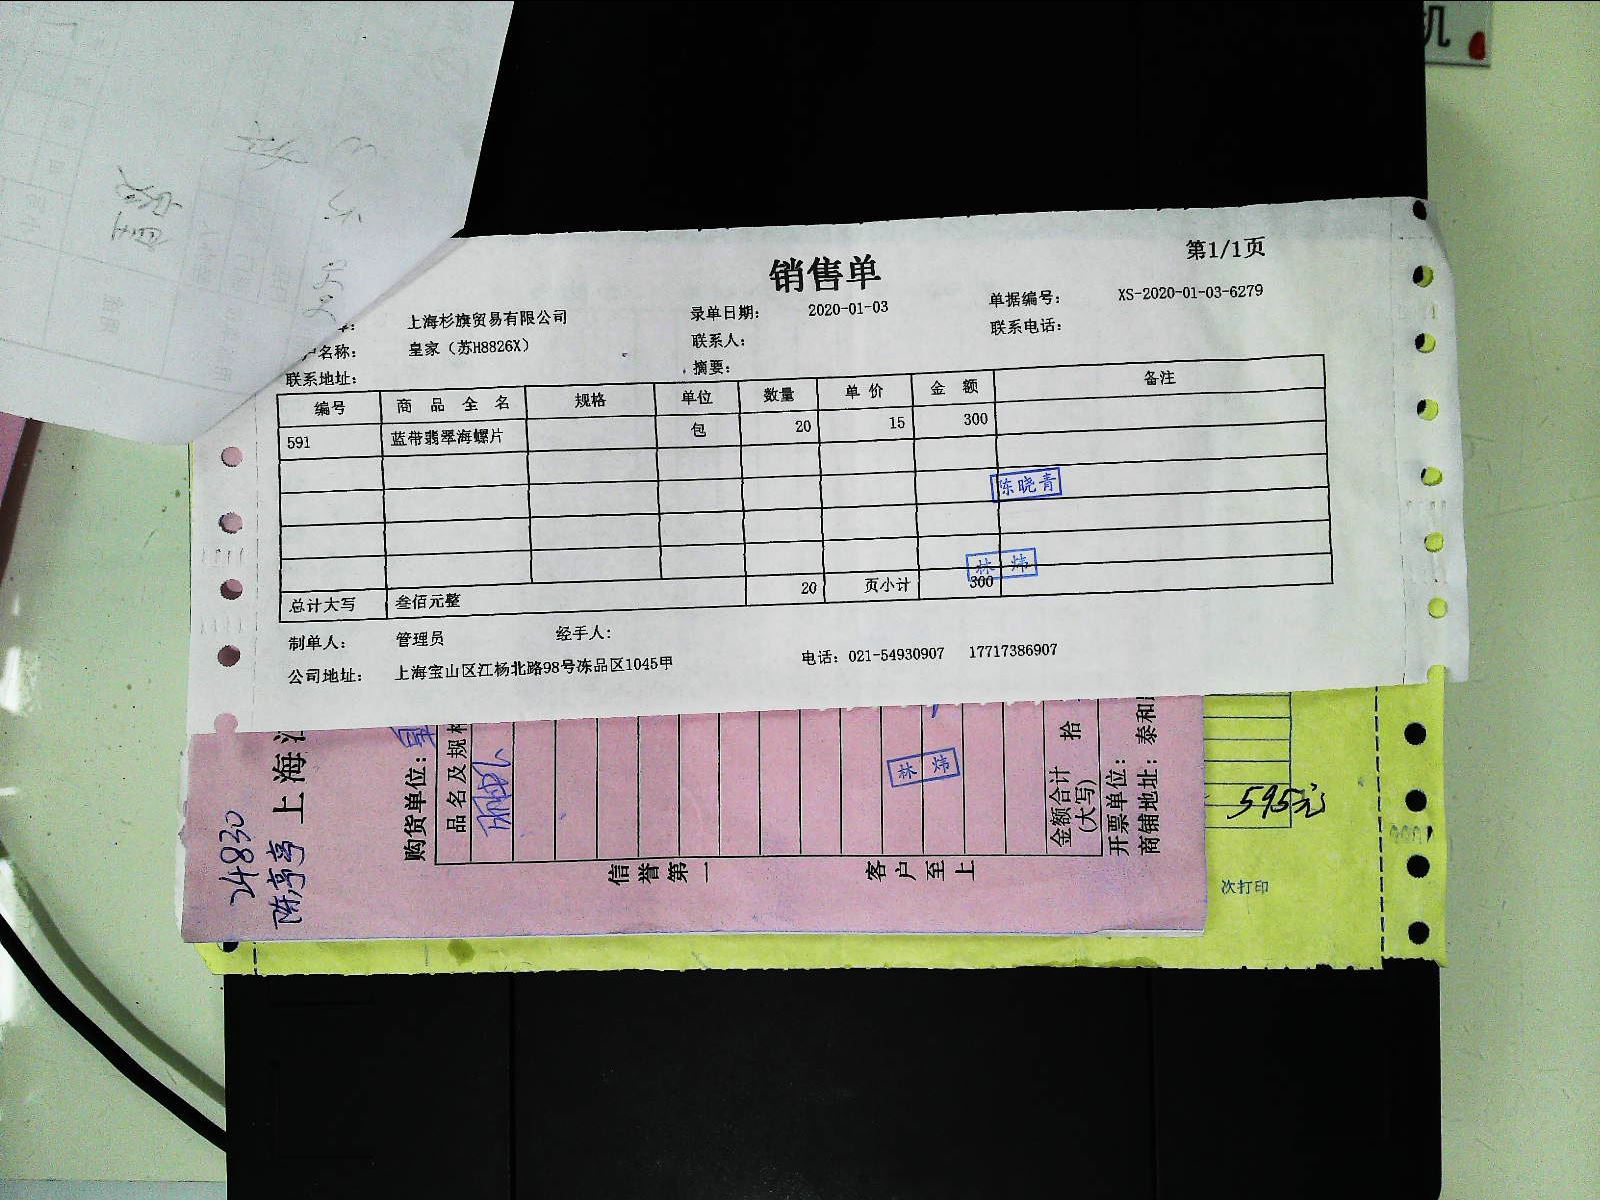 机
销售单
第1/1页
上海杉旗贸易有限公司
录单日期： 2020-01-03
单据编号： XS-2020-01-03-6279
户名称： 皇家（苏H8826X）
联系人：
联系电话：
联系地址：
摘要：
编号 商品全名 规格 单位 数量 单价 金额 备注
591 蓝带翡翠海螺片 包 20 15 300
陈晓青
林炜
总计大写 叁佰元整 20 页小计 300
制单人： 管理员 经手人：
公司地址： 上海宝山区江杨北路98号冻品区1045甲 电话：021-54930907 17717386907
24830
陈亭亭
上海
购货单位：
品名及规格
林炜
信誉第一 客户至上
拾
金额合计
(大写)
开票单位：
商铺地址：泰和
595元
次打印